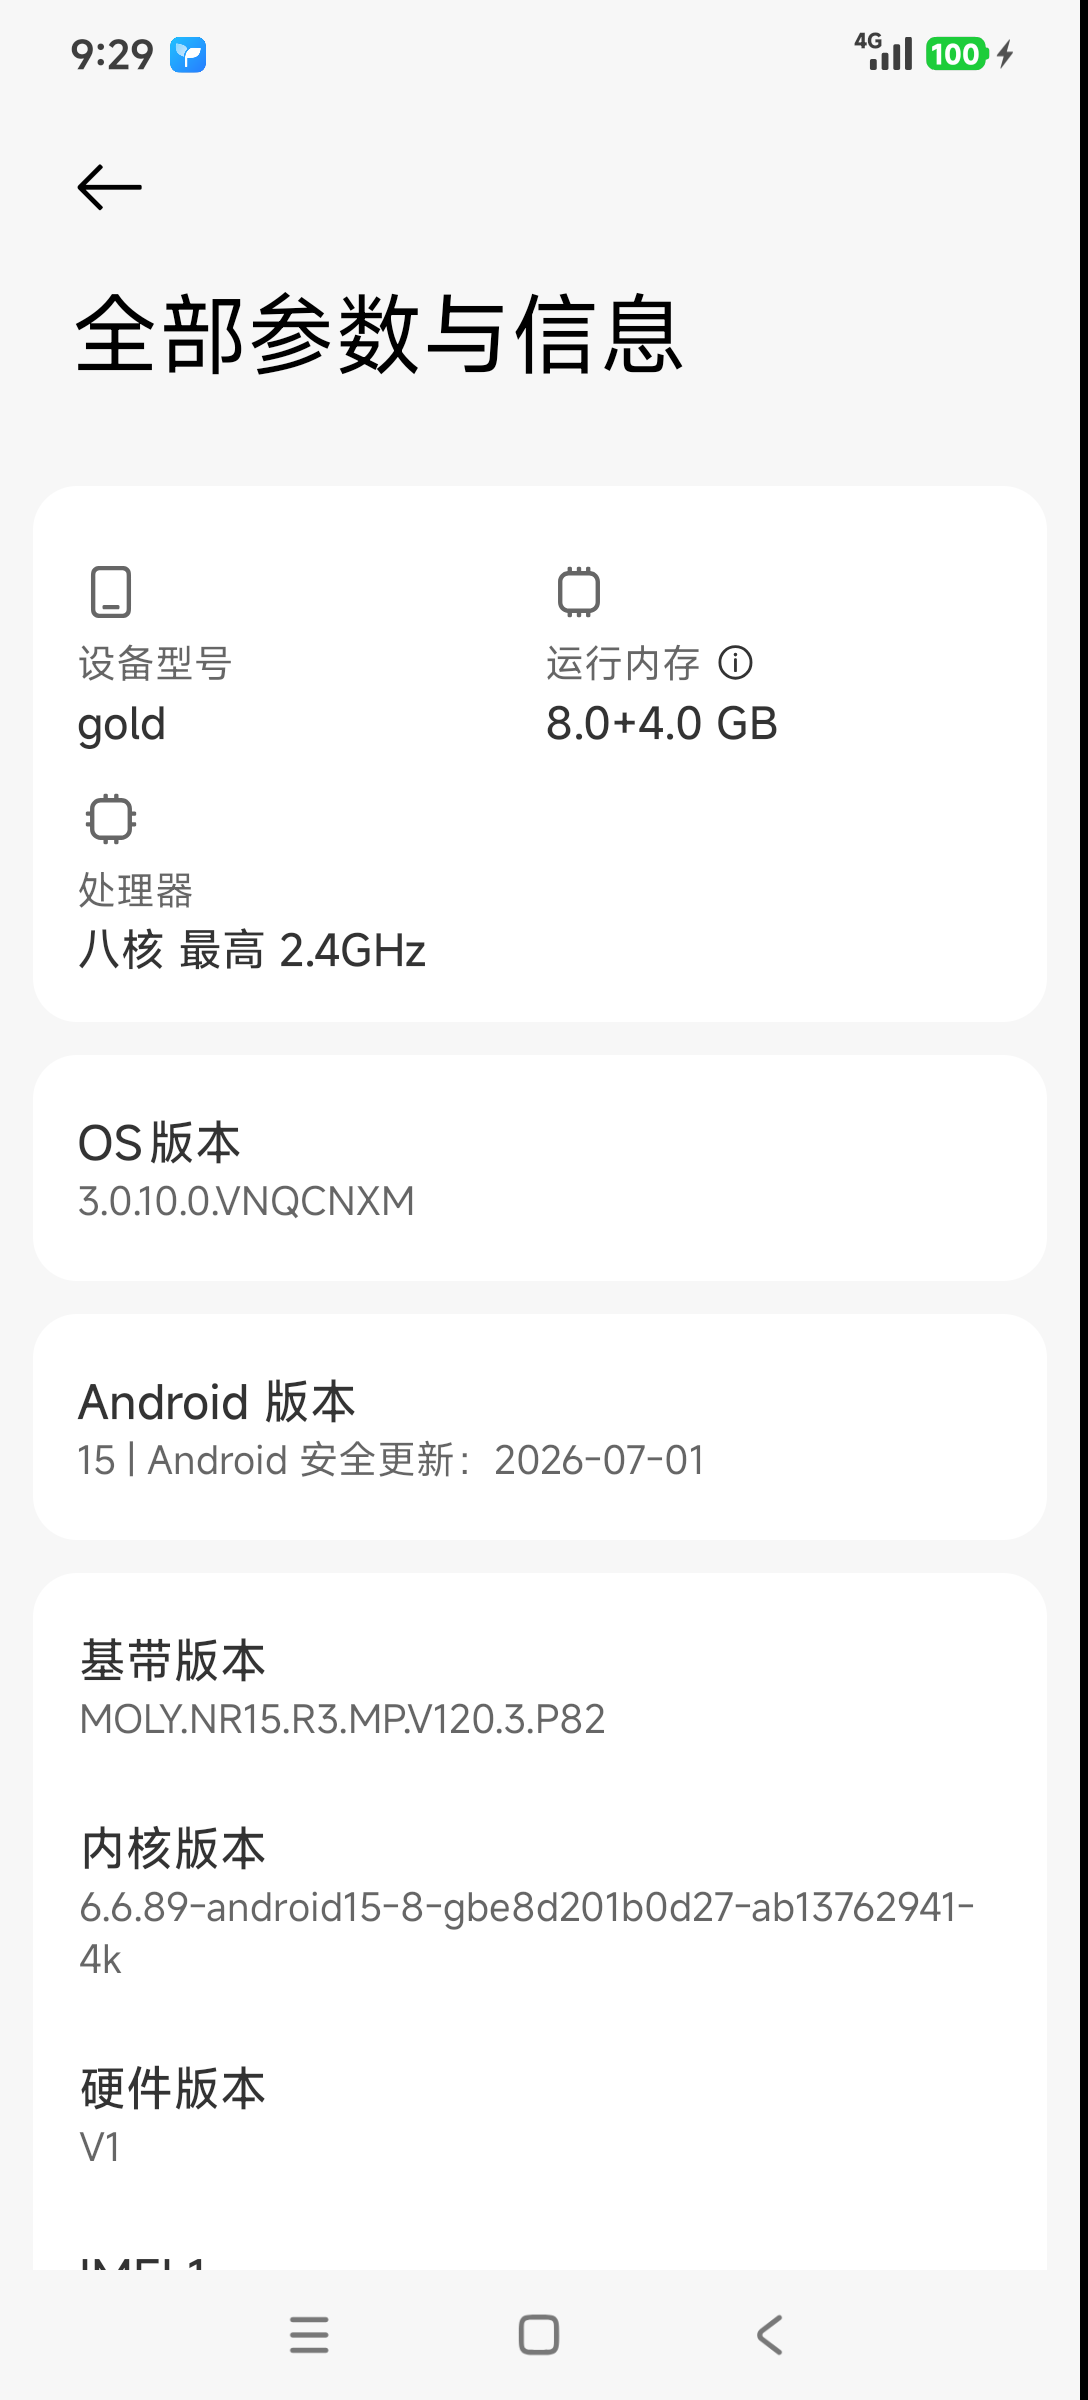 9:29
4G 100
全部参数与信息
设备型号
gold
运行内存
8.0+4.0 GB
处理器
八核 最高 2.4GHz
OS版本
3.0.10.0.VNQCNXM
Android 版本
15 | Android 安全更新：2026-07-01
基带版本
MOLY.NR15.R3.MP.V120.3.P82
内核版本
6.6.89-android15-8-gbe8d201b0d27-ab13762941-
4k
硬件版本
V1
IMEI 1